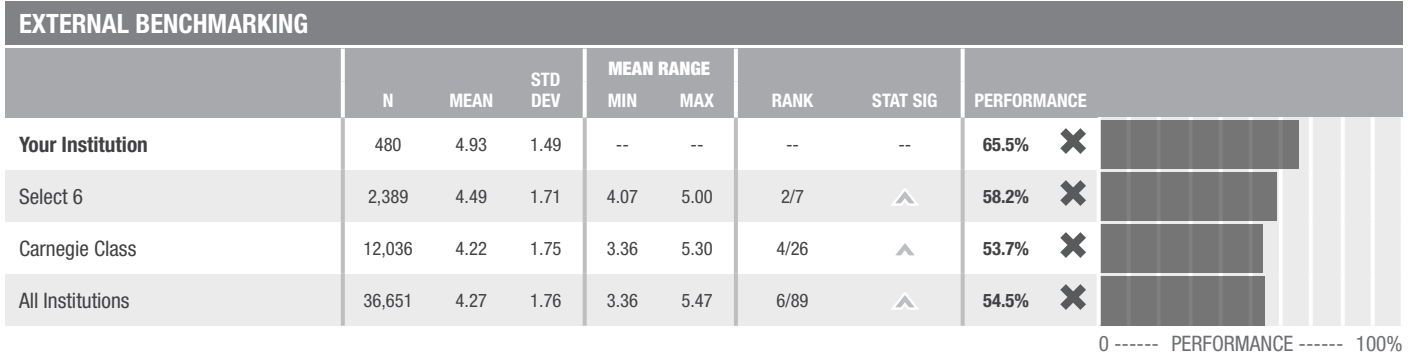 EXTERNAL BENCHMARKING
N MEAN STD DEV MEAN RANGE MIN MAX RANK STAT SIG PERFORMANCE
Your Institution 480 4.93 1.49 -- -- -- -- 65.5%
Select 6 2,389 4.49 1.71 4.07 5.00 2/7 58.2%
Carnegie Class 12,036 4.22 1.75 3.36 5.30 4/26 53.7%
All Institutions 36,651 4.27 1.76 3.36 5.47 6/89 54.5%
0 ------ PERFORMANCE ------ 100%